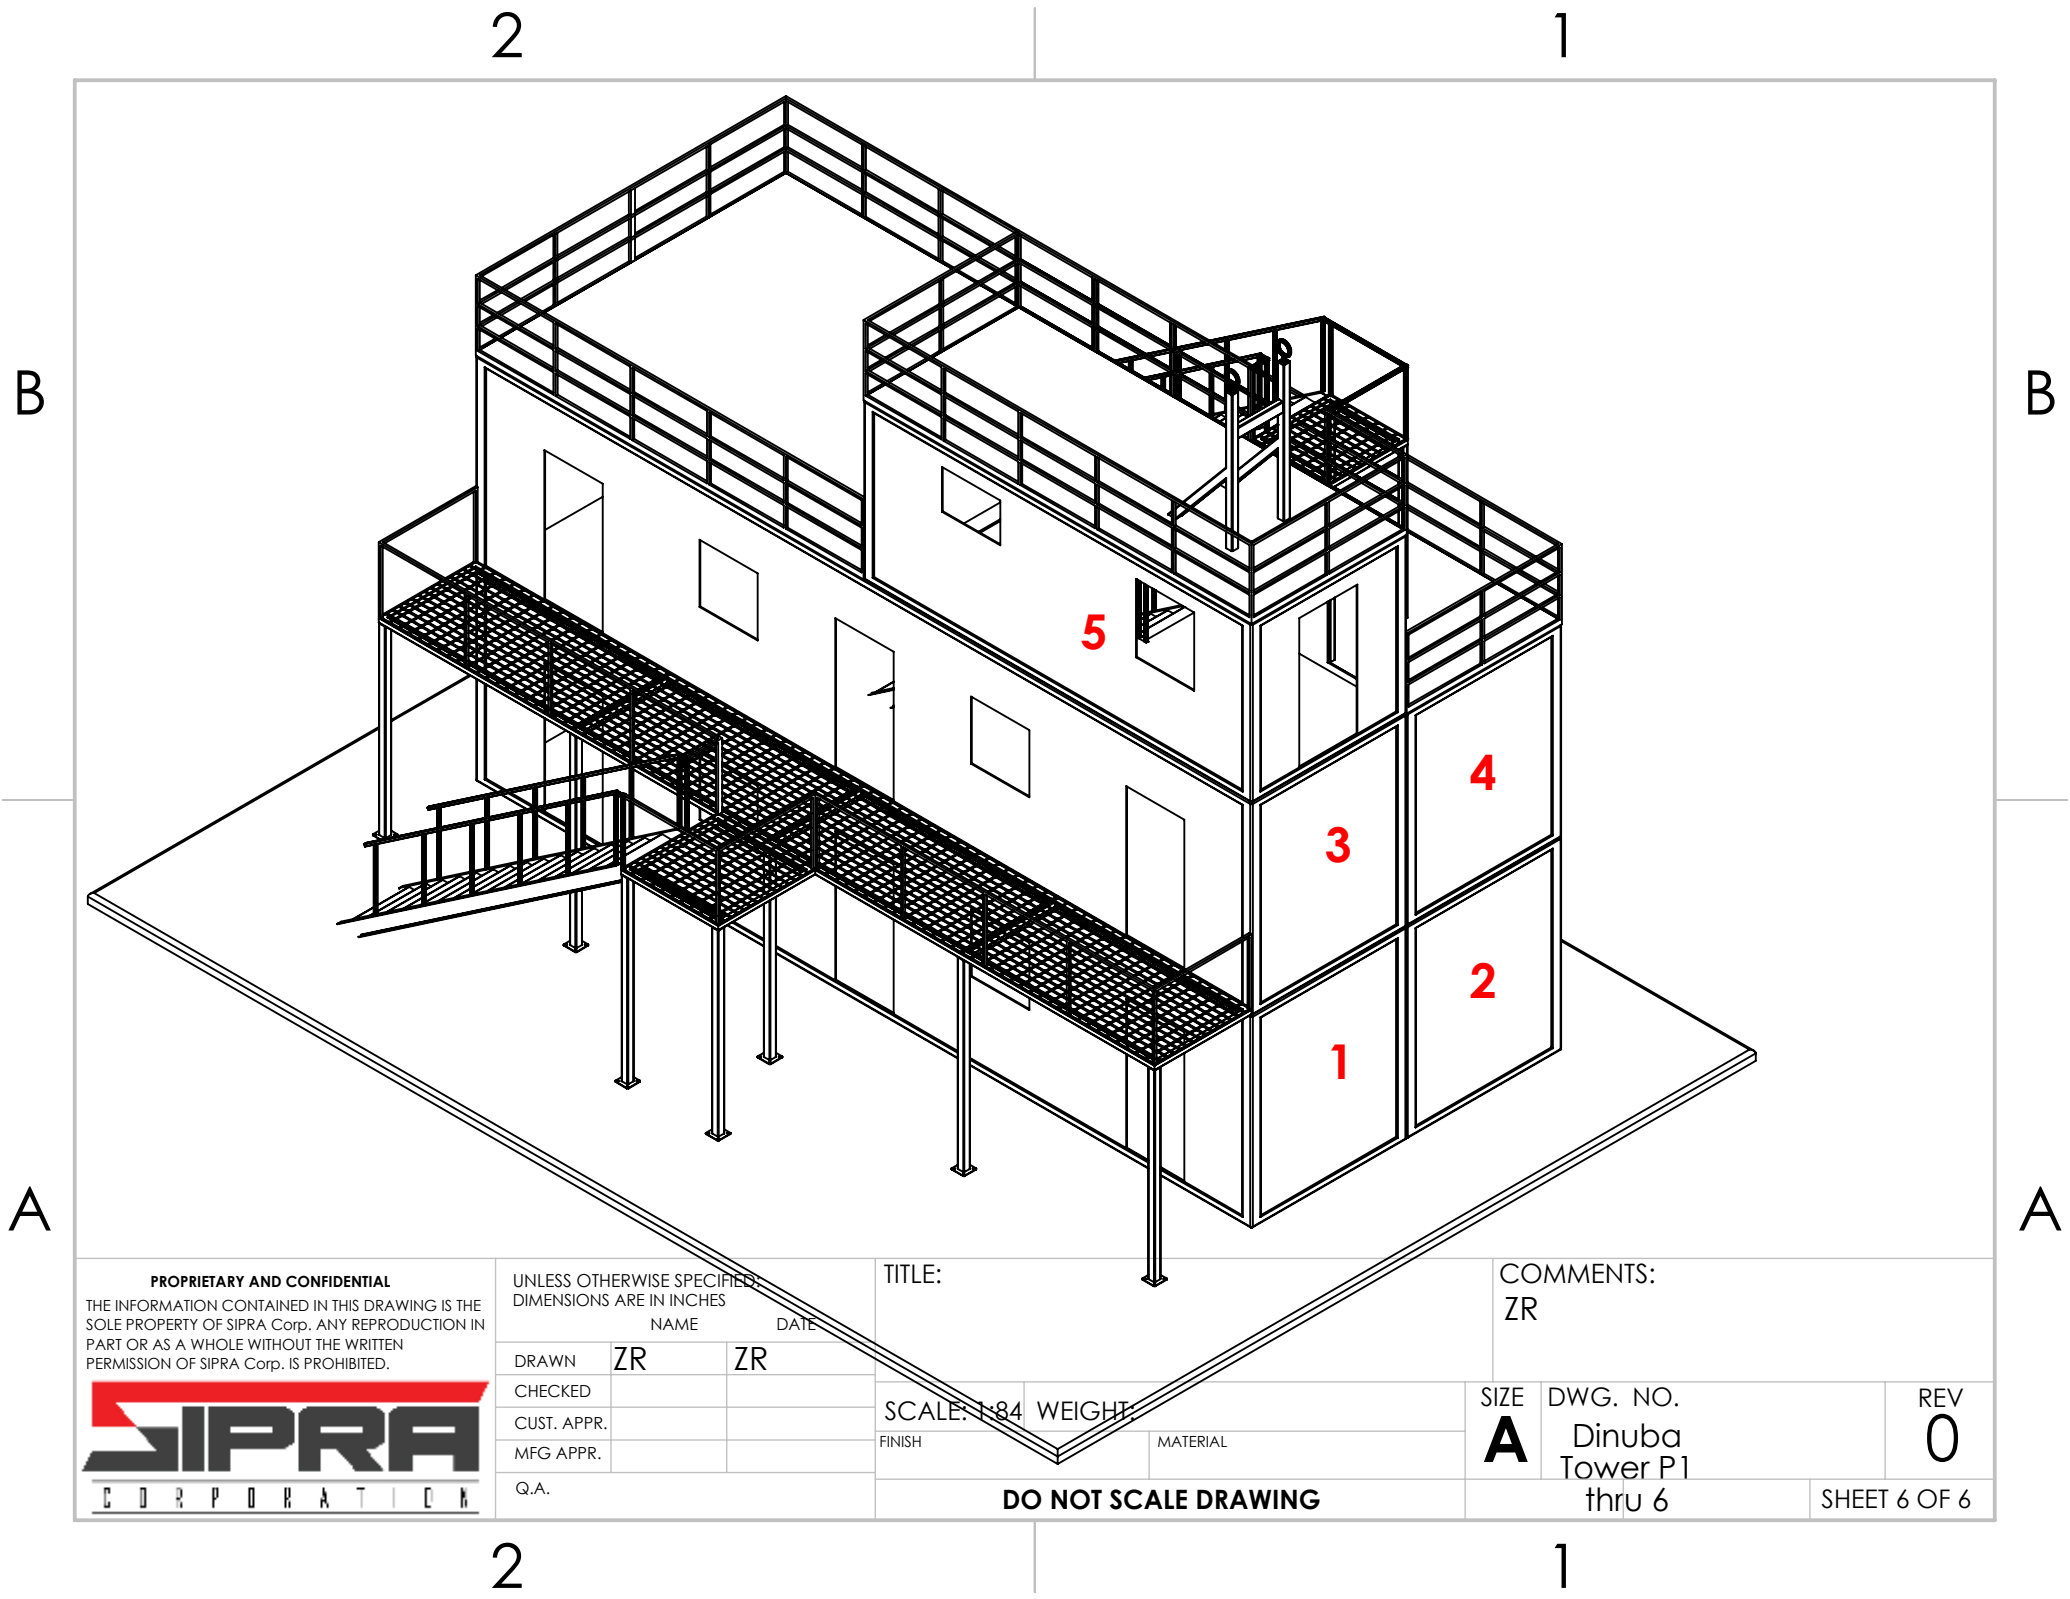 2 1
B B
5
4
3
2
1
A A
PROPRIETARY AND CONFIDENTIAL
THE INFORMATION CONTAINED IN THIS DRAWING IS THE
SOLE PROPERTY OF SIPRA Corp. ANY REPRODUCTION IN
PART OR AS A WHOLE WITHOUT THE WRITTEN
PERMISSION OF SIPRA Corp. IS PROHIBITED.
SIPRA
CORPORATION
UNLESS OTHERWISE SPECIFIED:
DIMENSIONS ARE IN INCHES
NAME DATE
DRAWN ZR ZR
CHECKED
CUST. APPR.
MFG APPR.
Q.A.
TITLE:
SCALE: 1:84 WEIGHT:
FINISH MATERIAL
DO NOT SCALE DRAWING
COMMENTS:
ZR
SIZE DWG. NO. REV
A Dinuba 0
Tower P1
thru 6 SHEET 6 OF 6
2 1